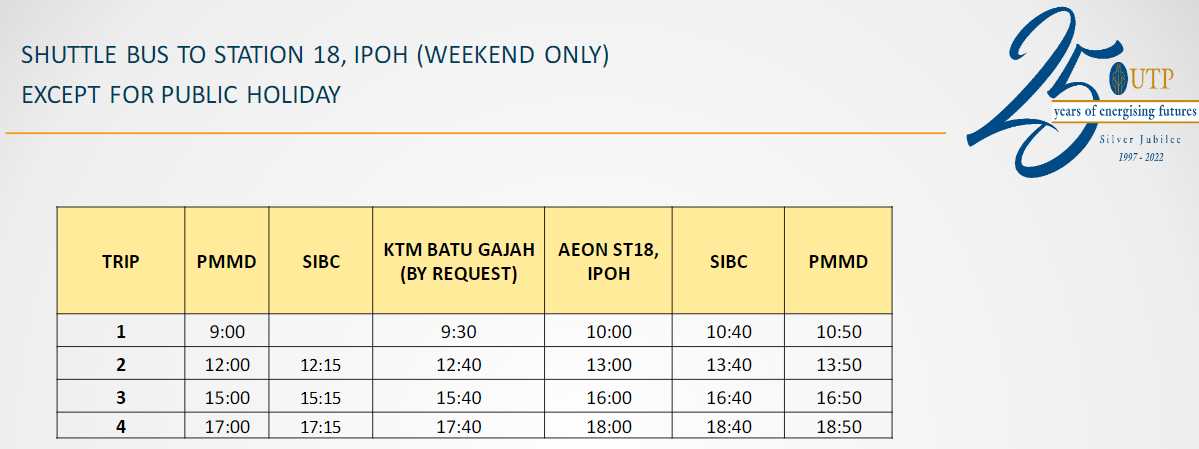 SHUTTLE BUS TO STATION 18, IPOH (WEEKEND ONLY)
EXCEPT FOR PUBLIC HOLIDAY
25 UTP
years of energising futures
Silver Jubilee
1997 - 2022
TRIP PMMD SIBC KTM BATU GAJAH (BY REQUEST) AEON ST18, IPOH SIBC PMMD
1 9:00 9:30 10:00 10:40 10:50
2 12:00 12:15 12:40 13:00 13:40 13:50
3 15:00 15:15 15:40 16:00 16:40 16:50
4 17:00 17:15 17:40 18:00 18:40 18:50